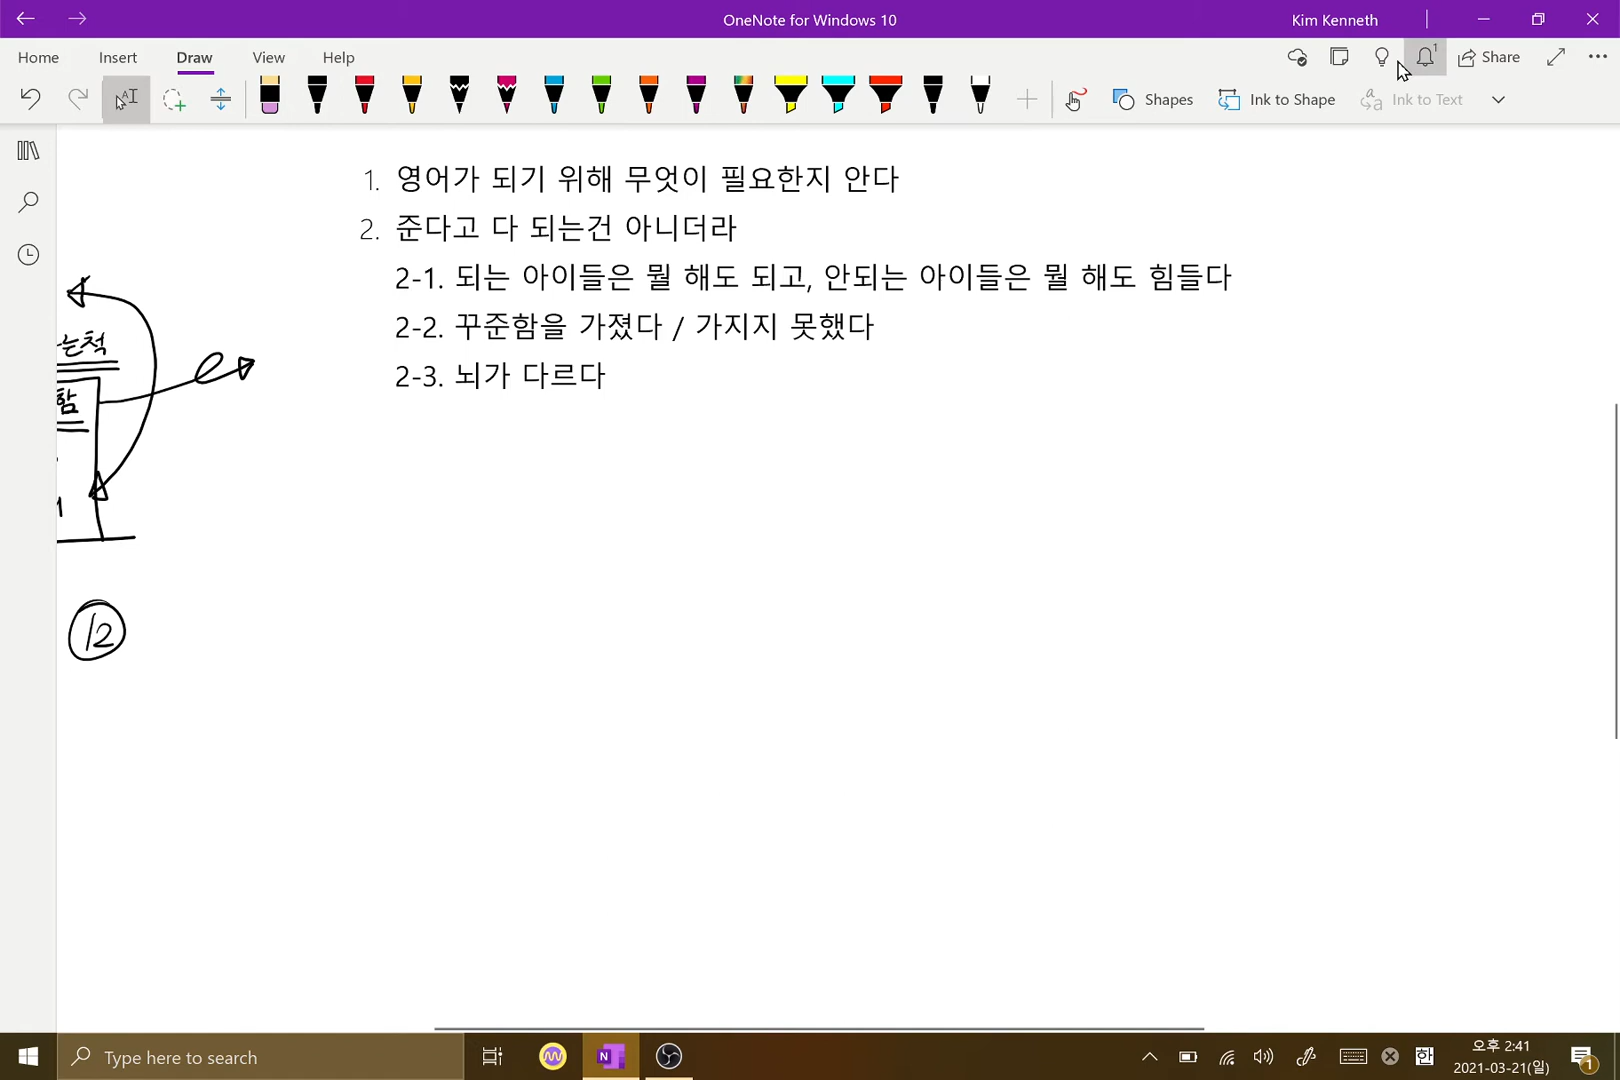 OneNote for Windows 10
Kim Kenneth
Home Insert Draw View Help
1
Share
Shapes Ink to Shape Ink to Text
1. 영어가 되기 위해 무엇이 필요한지 안다
2. 준다고 다 되는건 아니더라
2-1. 되는 아이들은 뭘 해도 되고, 안되는 아이들은 뭘 해도 힘들다
2-2. 꾸준함을 가졌다 / 가지지 못했다
2-3. 뇌가 다르다
는척
함
12
Type here to search
N
한
오후 2:41
2021-03-21(일)
1